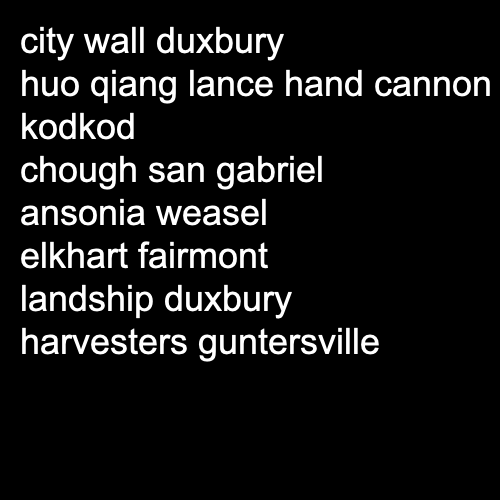 city wall duxbury
huo qiang lance hand cannon
kodkod
chough san gabriel
ansonia weasel
elkhart fairmont
landship duxbury
harvesters guntersville